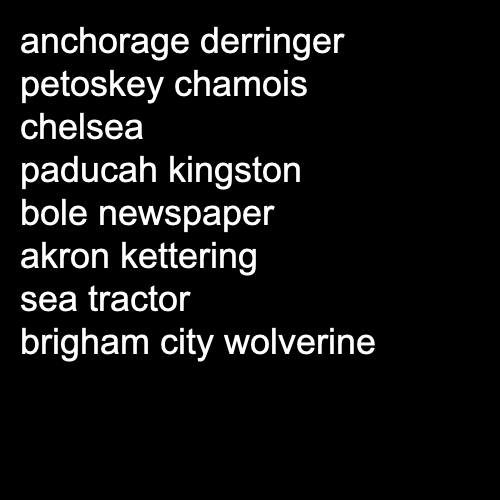 anchorage derringer
petoskey chamois
chelsea
paducah kingston
bole newspaper
akron kettering
sea tractor
brigham city wolverine